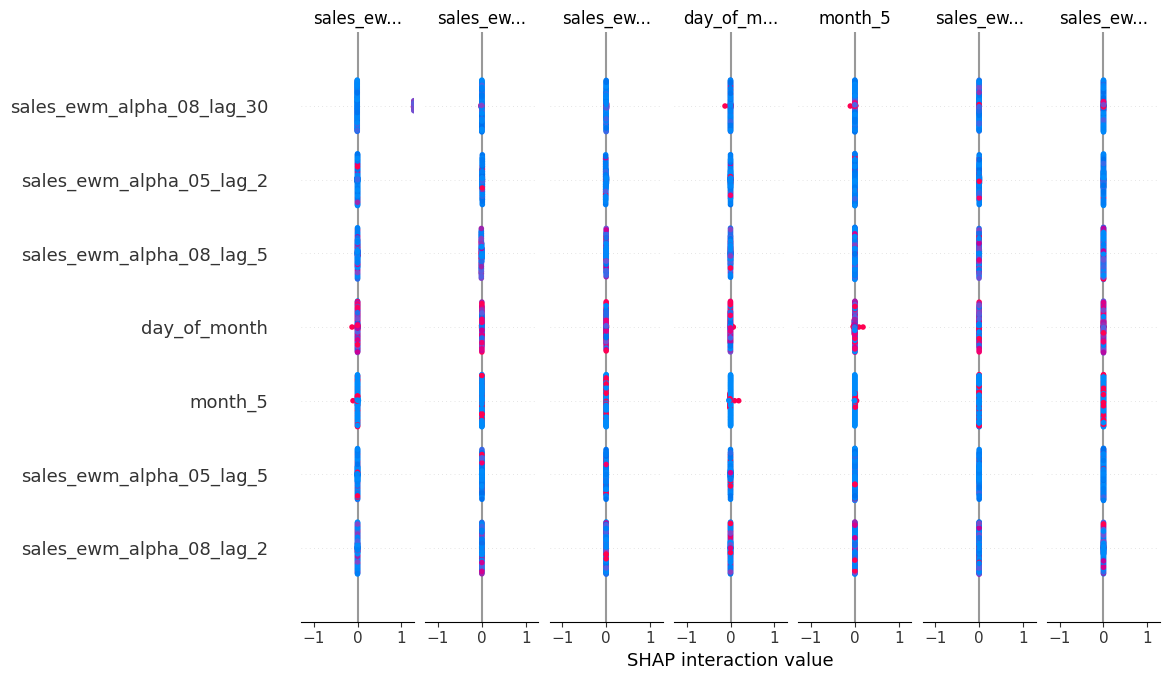 sales_ew... sales_ew... sales_ew... day_of_m... month_5 sales_ew... sales_ew...
sales_ewm_alpha_08_lag_30
sales_ewm_alpha_05_lag_2
sales_ewm_alpha_08_lag_5
day_of_month
month_5
sales_ewm_alpha_05_lag_5
sales_ewm_alpha_08_lag_2
−1 0 1 −1 0 1 −1 0 1 −1 0 1 −1 0 1 −1 0 1 −1 0 1
SHAP interaction value